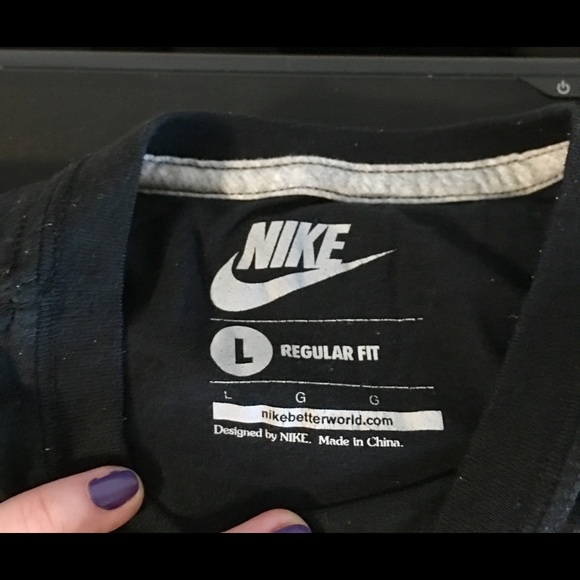 NIKE
L REGULAR FIT
L G G
nikebetterworld.com
Designed by NIKE. Made in China.